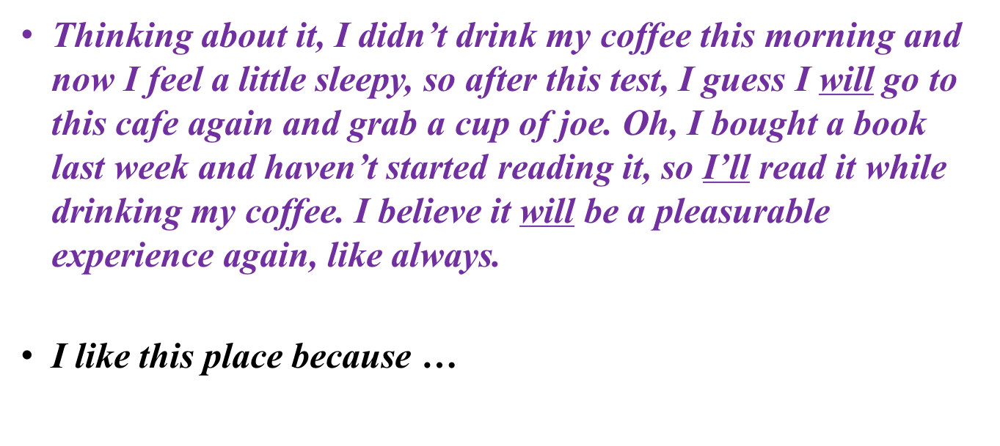 • Thinking about it, I didn’t drink my coffee this morning and
now I feel a little sleepy, so after this test, I guess I will go to
this cafe again and grab a cup of joe. Oh, I bought a book
last week and haven’t started reading it, so I’ll read it while
drinking my coffee. I believe it will be a pleasurable
experience again, like always.
• I like this place because …